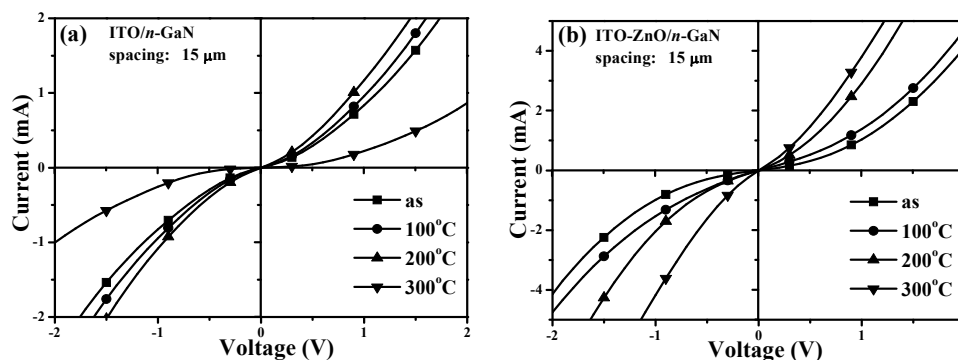 (a)
ITO/n-GaN
spacing: 15 μm
Current (mA)
2
1
0
-1
-2
-2
-1
0
1
2
Voltage (V)
as
100°C
200°C
300°C
(b)
ITO-ZnO/n-GaN
spacing: 15 μm
Current (mA)
4
2
0
-2
-4
-2
-1
0
1
Voltage (V)
as
100°C
200°C
300°C